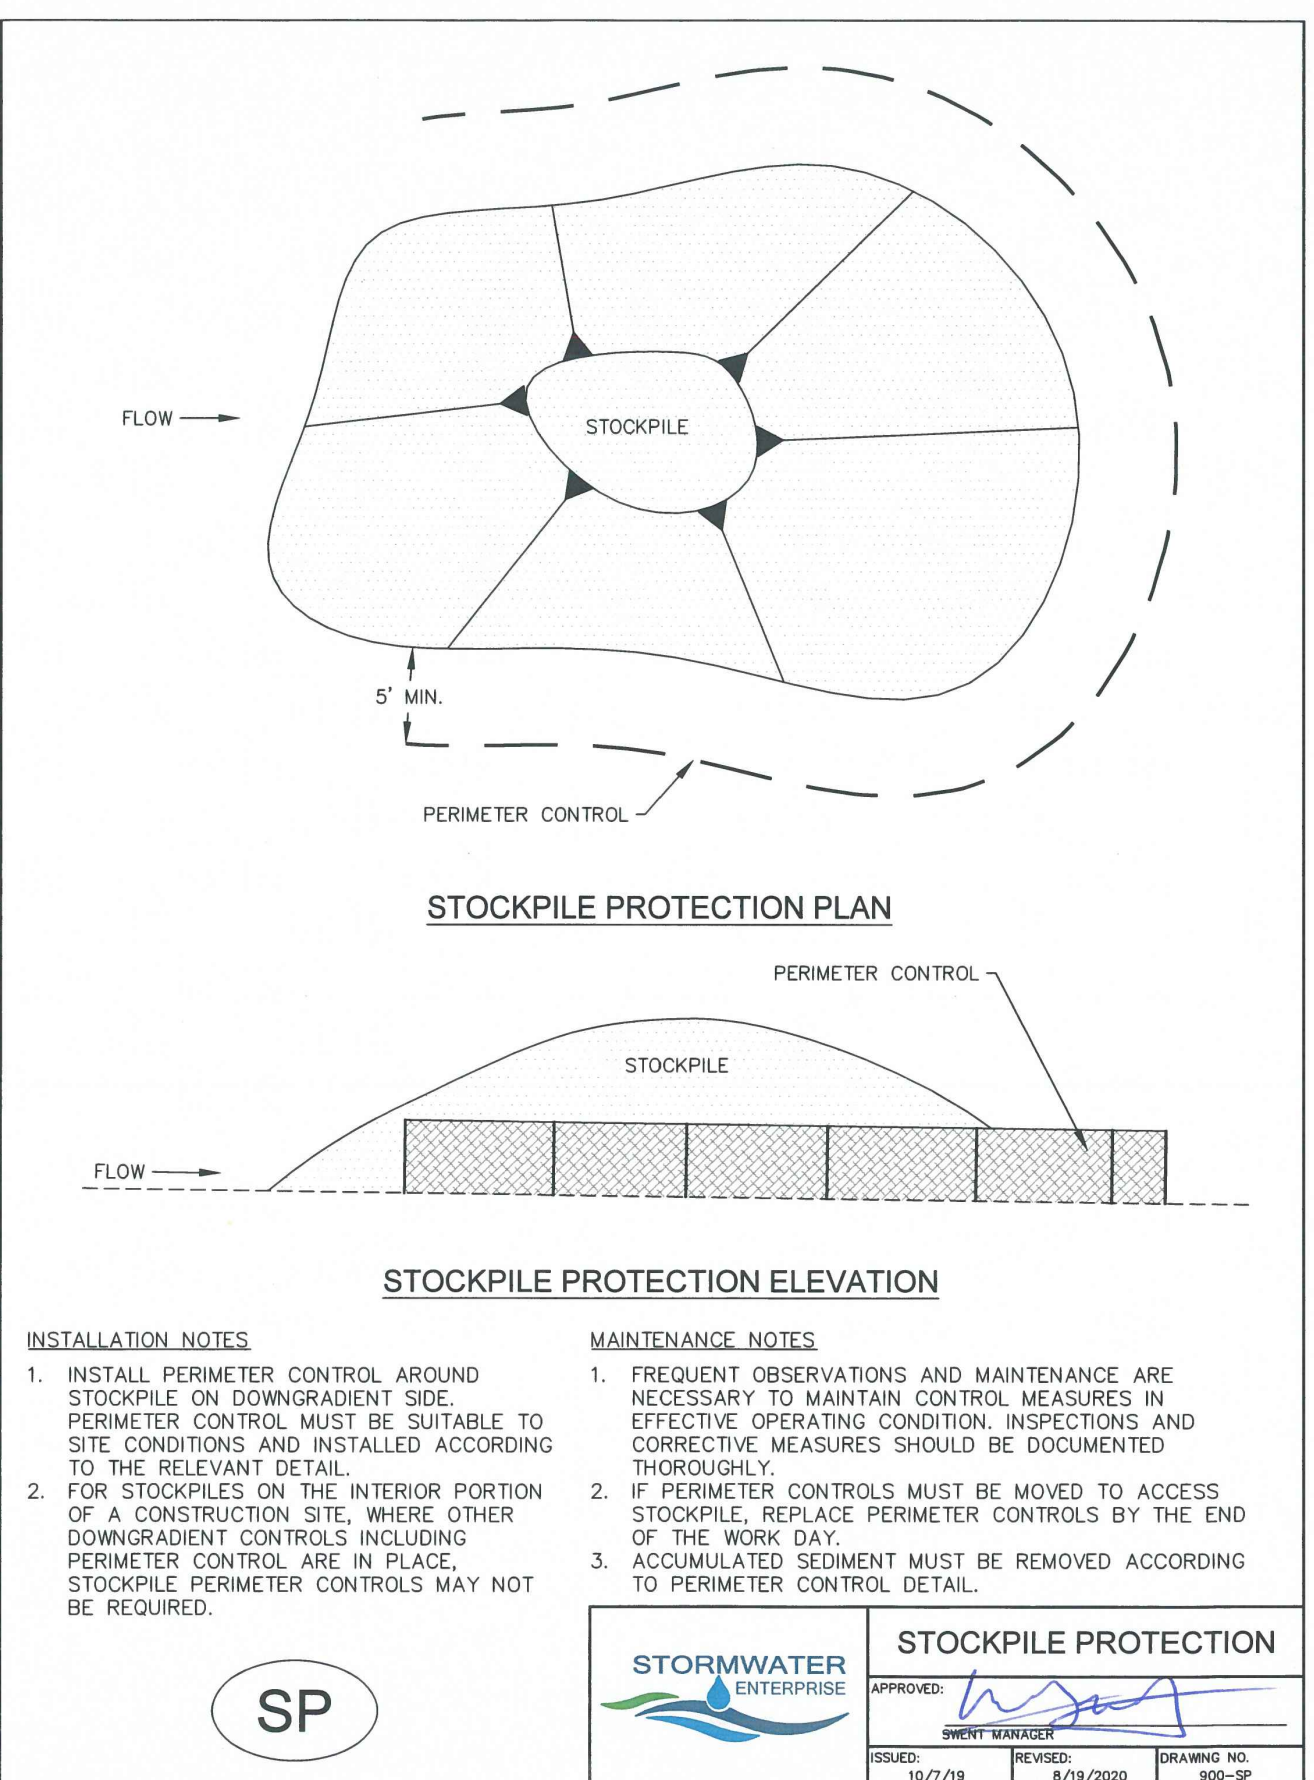 FLOW
STOCKPILE
5' MIN.
PERIMETER CONTROL
STOCKPILE PROTECTION PLAN
PERIMETER CONTROL
STOCKPILE
FLOW
STOCKPILE PROTECTION ELEVATION
INSTALLATION NOTES
1. INSTALL PERIMETER CONTROL AROUND
STOCKPILE ON DOWNGRADIENT SIDE.
PERIMETER CONTROL MUST BE SUITABLE TO
SITE CONDITIONS AND INSTALLED ACCORDING
TO THE RELEVANT DETAIL.
2. FOR STOCKPILES ON THE INTERIOR PORTION
OF A CONSTRUCTION SITE, WHERE OTHER
DOWNGRADIENT CONTROLS INCLUDING
PERIMETER CONTROL ARE IN PLACE,
STOCKPILE PERIMETER CONTROLS MAY NOT
BE REQUIRED.
MAINTENANCE NOTES
1. FREQUENT OBSERVATIONS AND MAINTENANCE ARE
NECESSARY TO MAINTAIN CONTROL MEASURES IN
EFFECTIVE OPERATING CONDITION. INSPECTIONS AND
CORRECTIVE MEASURES SHOULD BE DOCUMENTED
THOROUGHLY.
2. IF PERIMETER CONTROLS MUST BE MOVED TO ACCESS
STOCKPILE, REPLACE PERIMETER CONTROLS BY THE END
OF THE WORK DAY.
3. ACCUMULATED SEDIMENT MUST BE REMOVED ACCORDING
TO PERIMETER CONTROL DETAIL.
SP
STORMWATER
ENTERPRISE
STOCKPILE PROTECTION
APPROVED:
SWENT MANAGER
ISSUED:
10/7/19
REVISED:
8/19/2020
DRAWING NO.
900-SP